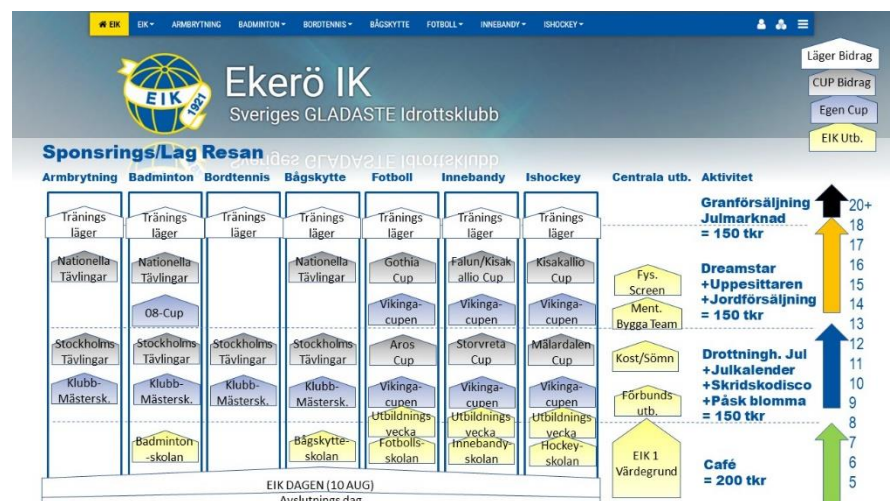 EIK
EIK
ARMBRYTNING
BADMINTON
BORDTENNIS
BÅGSKYTTE
FOTBOLL
INNEBANDY
ISHOCKEY
EIK
1921
Ekerö IK
Sveriges GLADASTE Idrottsklubb
Läger Bidrag
CUP Bidrag
Egen Cup
EIK Utb.
Sponsrings/Lag Resan
Armbrytning Badminton Bordtennis Bågskytte Fotboll Innebandy Ishockey Centrala utb. Aktivitet
Tränings
läger
Tränings
läger
Tränings
läger
Tränings
läger
Tränings
läger
Tränings
läger
Tränings
läger
Granförsäljning
Julmarknad
= 150 tkr
20+
18
17
Nationella
Tävlingar
Nationella
Tävlingar
Nationella
Tävlingar
Gothia
Cup
Falun/Kisak
allio Cup
Kisakallio
Cup
Fys.
Screen
Dreamstar
+Uppesittaren
+Jordförsäljning
= 150 tkr
16
15
14
13
08-Cup
Vikinga-
cupen
Vikinga-
cupen
Vikinga-
cupen
Ment.
Bygga Team
Stockholms
Tävlingar
Stockholms
Tävlingar
Stockholms
Tävlingar
Stockholms
Tävlingar
Aros
Cup
Storvreta
Cup
Mälardalen
Cup
Kost/Sömn
Drottningh. Jul
+Julkalender
+Skridskodisco
+Påsk blomma
= 150 tkr
12
11
10
9
8
Klubb-
Mästersk.
Klubb-
Mästersk.
Klubb-
Mästersk.
Klubb-
Mästersk.
Vikinga-
cupen
Vikinga-
cupen
Vikinga-
cupen
Förbunds
utb.
Utbildnings
vecka
Utbildnings
vecka
Utbildnings
vecka
Badminton
-skolan
Bågskytte-
skolan
Fotbolls-
skolan
Innebandy-
skolan
Hockey-
skolan
EIK 1
Värdegrund
Café
= 200 tkr
7
6
5
EIK DAGEN (10 AUG)
Avslutnings dag